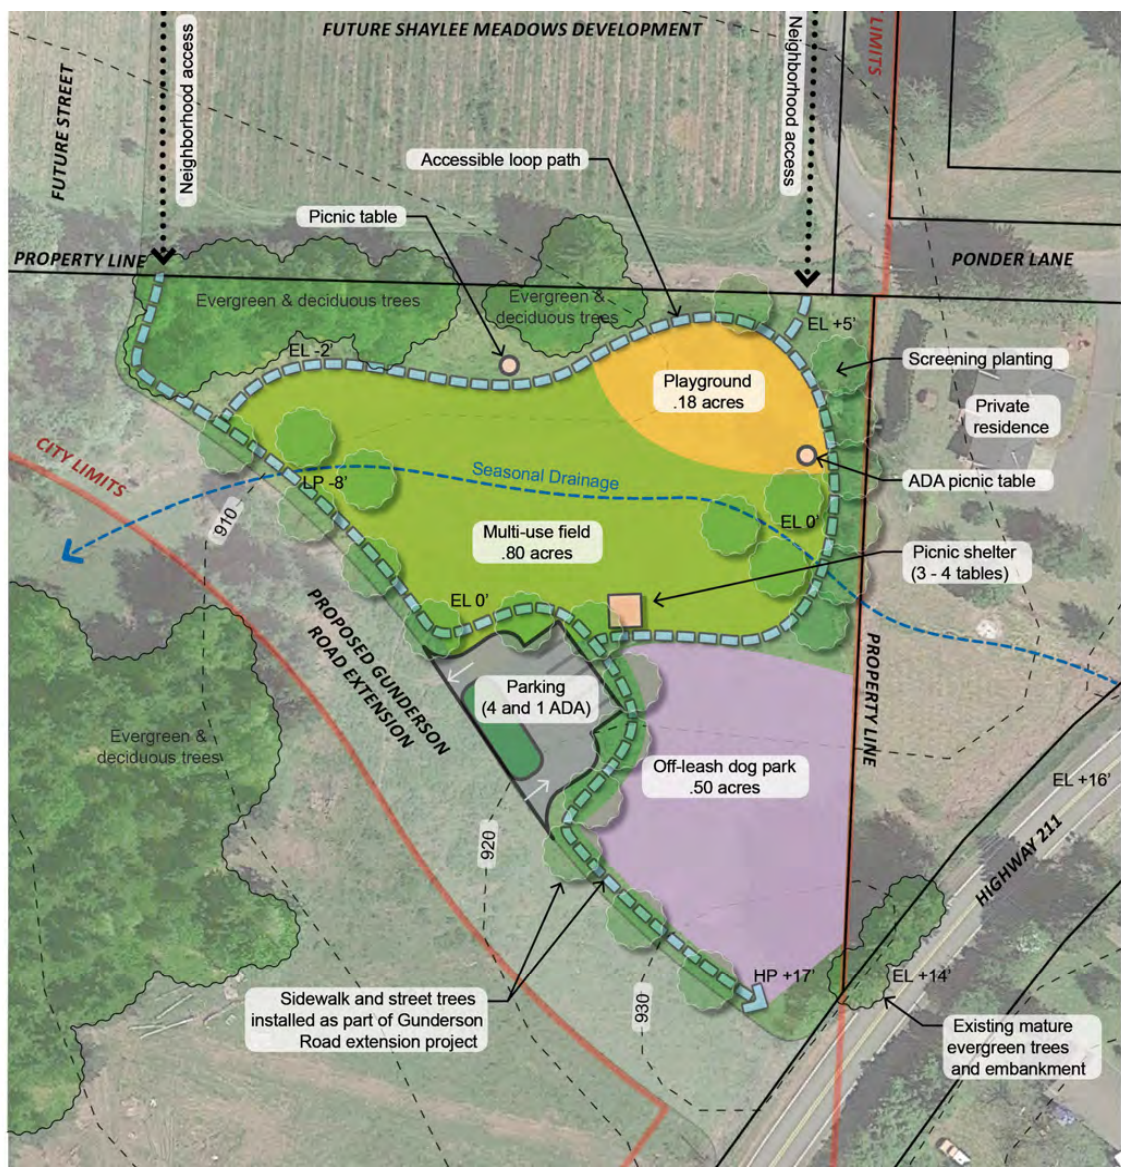 FUTURE SHAYLEE MEADOWS DEVELOPMENT
FUTURE STREET
Neighborhood access
Neighborhood access
LIMITS
Accessible loop path
Picnic table
PROPERTY LINE
PONDER LANE
Evergreen & deciduous trees
Evergreen &
deciduous trees
EL +5'
EL -2'
Screening planting
Playground
.18 acres
Private
residence
CITY LIMITS
Seasonal Drainage
ADA picnic table
LP -8'
910
EL 0'
Multi-use field
.80 acres
Picnic shelter
(3 - 4 tables)
EL 0'
PROPOSED GUNDERSON
ROAD EXTENSION
PROPERTY LINE
Parking
(4 and 1 ADA)
Evergreen &
deciduous trees
Off-leash dog park
.50 acres
EL +16'
HIGHWAY 211
920
HP +17'
EL +14'
930
Sidewalk and street trees
installed as part of Gunderson
Road extension project
Existing mature
evergreen trees
and embankment